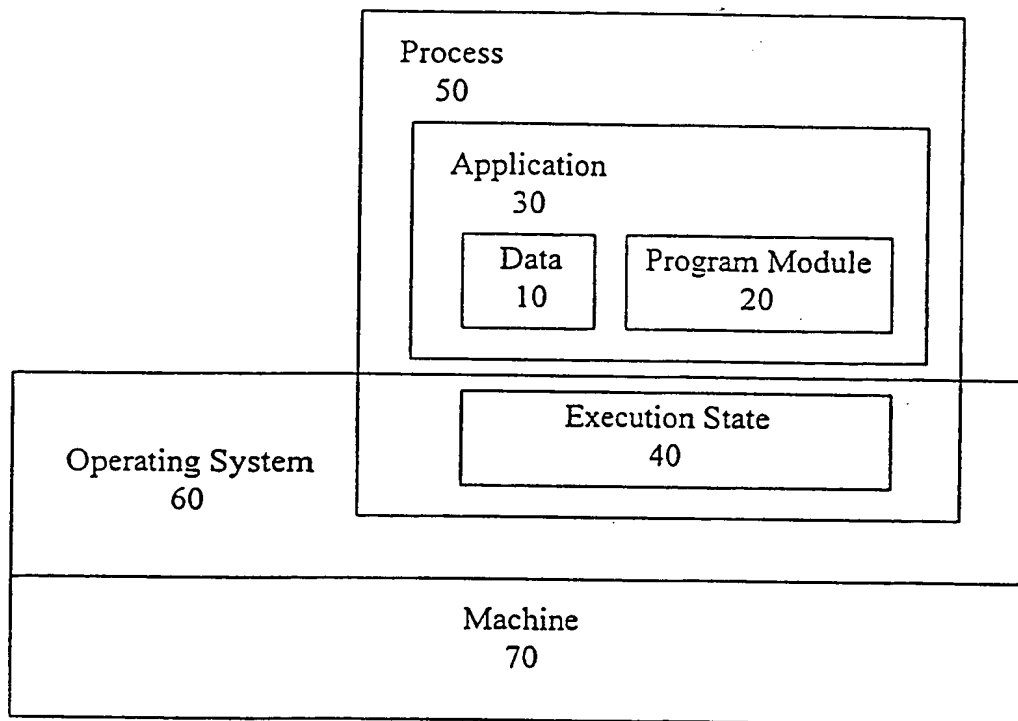 Process
50
Application
30
Data
10
Program Module
20
Execution State
40
Operating System
60
Machine
70